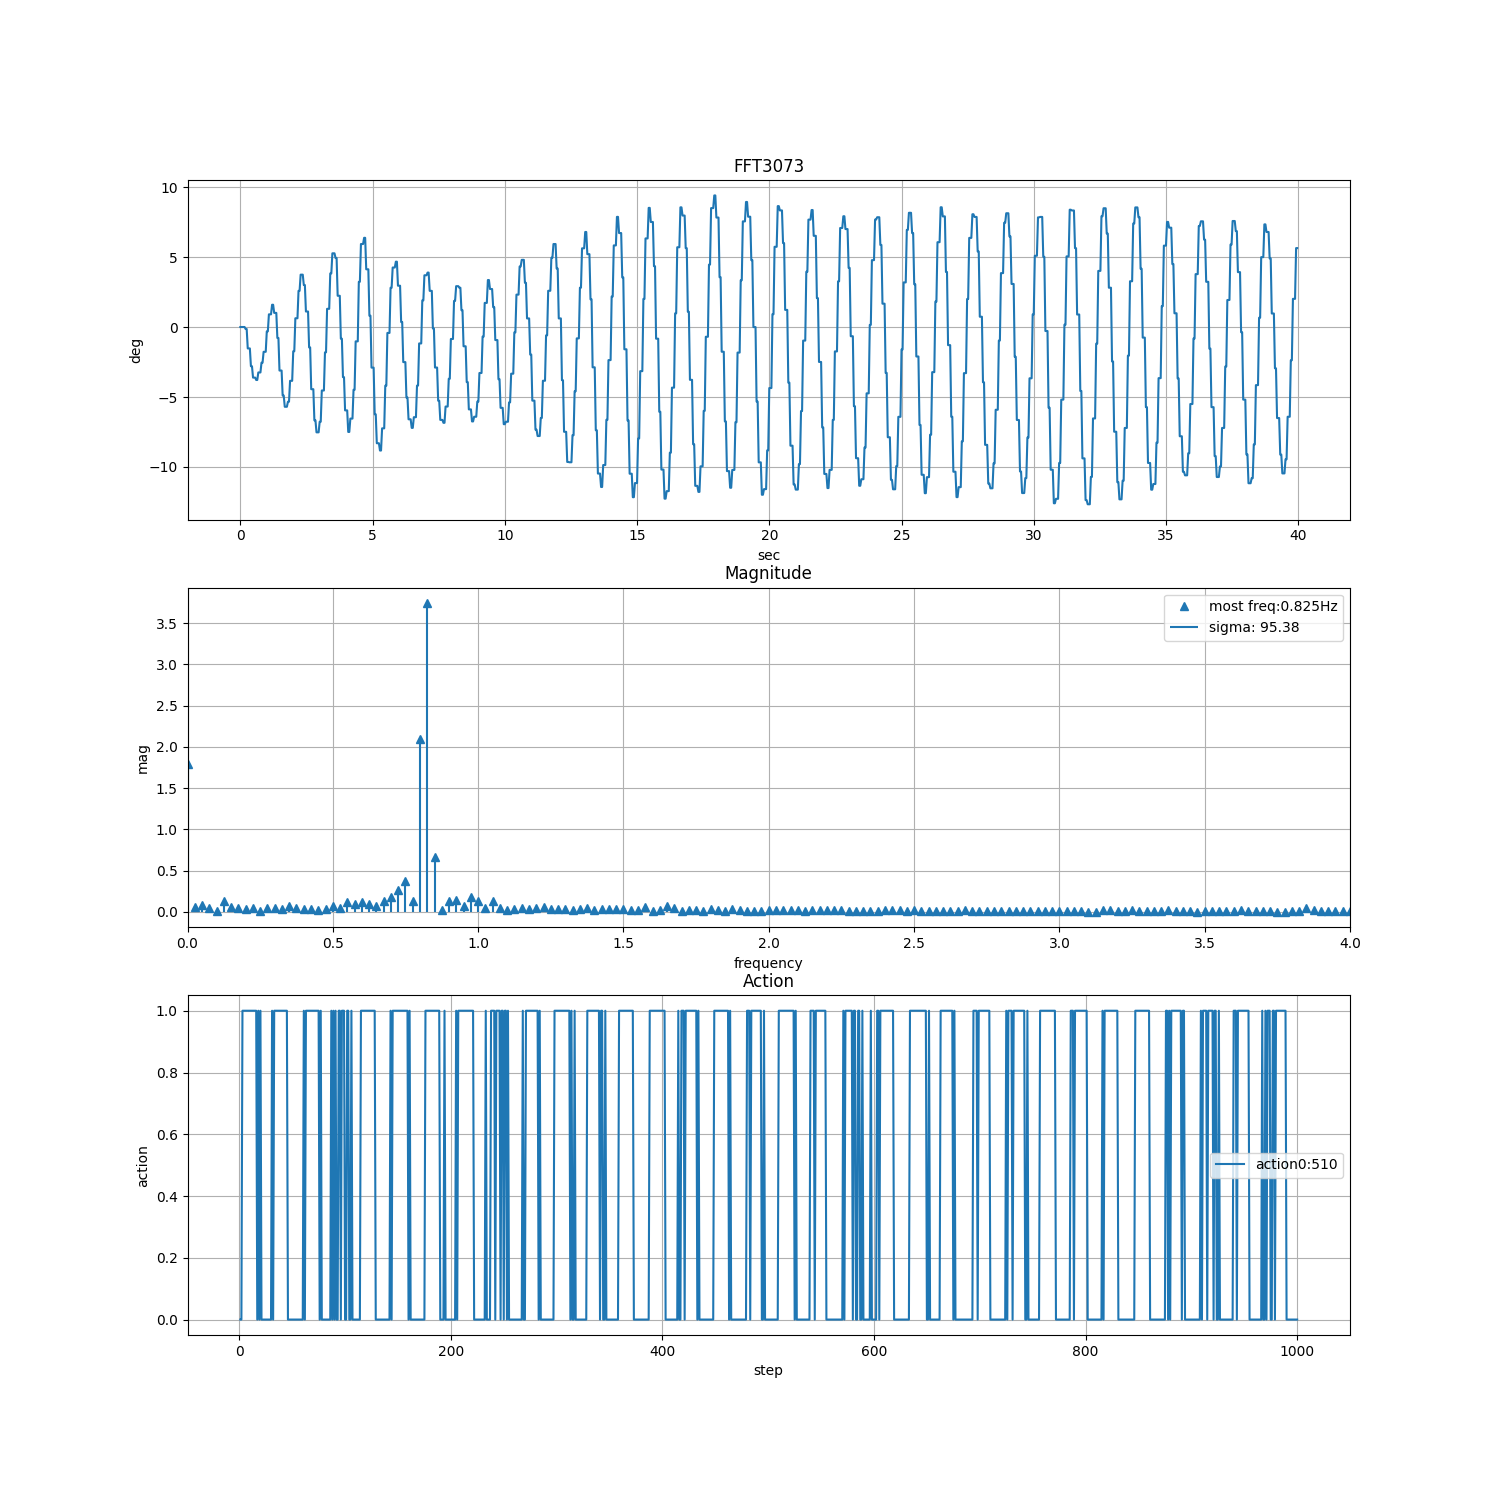 FFT3073
10
5
0
−5
−10
deg
0 5 10 15 20 25 30 35 40
sec
Magnitude
most freq:0.825Hz
sigma: 95.38
3.5
3.0
2.5
2.0
1.5
1.0
0.5
0.0
mag
0.0 0.5 1.0 1.5 2.0 2.5 3.0 3.5 4.0
frequency
Action
1.0
0.8
0.6
0.4
0.2
0.0
action
action0:510
0 200 400 600 800 1000
step